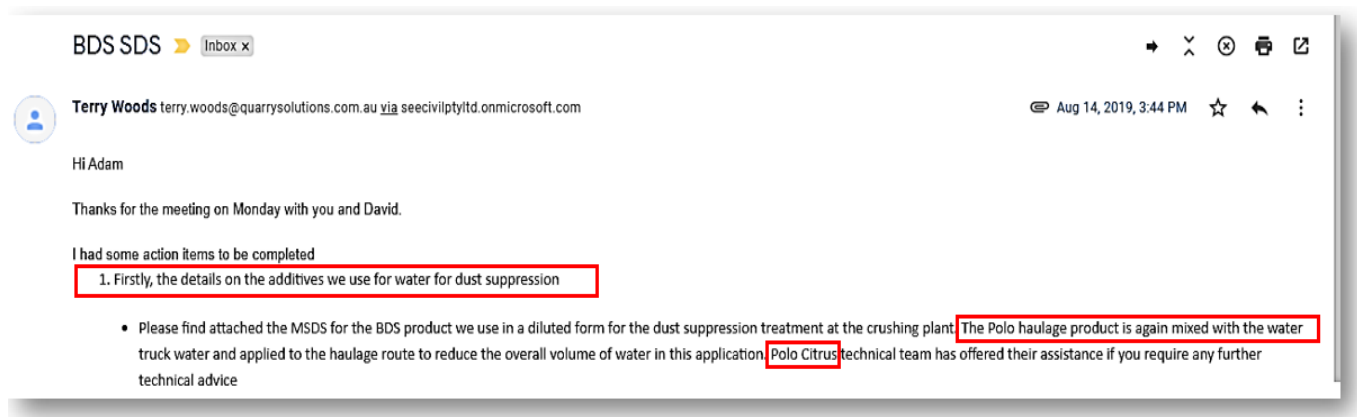 BDS SDS Inbox x
Terry Woods terry.woods@quarrysolutions.com.au via seecivilptyltd.onmicrosoft.com Aug 14, 2019, 3:44 PM
Hi Adam
Thanks for the meeting on Monday with you and David.
I had some action items to be completed
1. Firstly, the details on the additives we use for water for dust suppression
• Please find attached the MSDS for the BDS product we use in a diluted form for the dust suppression treatment at the crushing plant. The Polo haulage product is again mixed with the water
truck water and applied to the haulage route to reduce the overall volume of water in this application. Polo Citrus technical team has offered their assistance if you require any further
technical advice